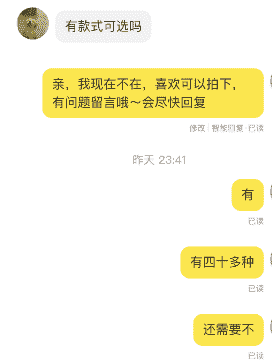 有款式可选吗
亲，我现在不在，喜欢可以拍下，
有问题留言哦～会尽快回复
修改 | 智能回复·已读
昨天 23:41
有
已读
有四十多种
已读
还需要不
已读